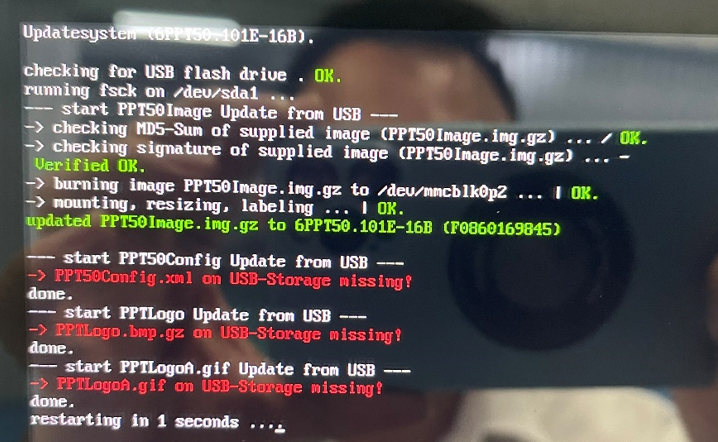 Updatesystem (6PPT50.101E-16B).
checking for USB flash drive . OK.
running fsck on /dev/sda1 ...
--- start PPT50Image Update from USB ---
-> checking MD5-Sum of supplied image (PPT50Image.img.gz) ... / OK.
-> checking signature of supplied image (PPT50Image.img.gz) ... -
Verified OK.
-> burning image PPT50Image.img.gz to /dev/mmcblk0p2 ... | OK.
-> mounting, resizing, labeling ... | OK.
updated PPT50Image.img.gz to 6PPT50.101E-16B (F0860169845)
--- start PPT50Config Update from USB ---
-> PPT50Config.xml on USB-Storage missing!
done.
--- start PPTLogo Update from USB ---
-> PPTLogo.bmp.gz on USB-Storage missing!
done.
--- start PPTLogoA.gif Update from USB ---
-> PPTLogoA.gif on USB-Storage missing!
done.
restarting in 1 seconds ...._